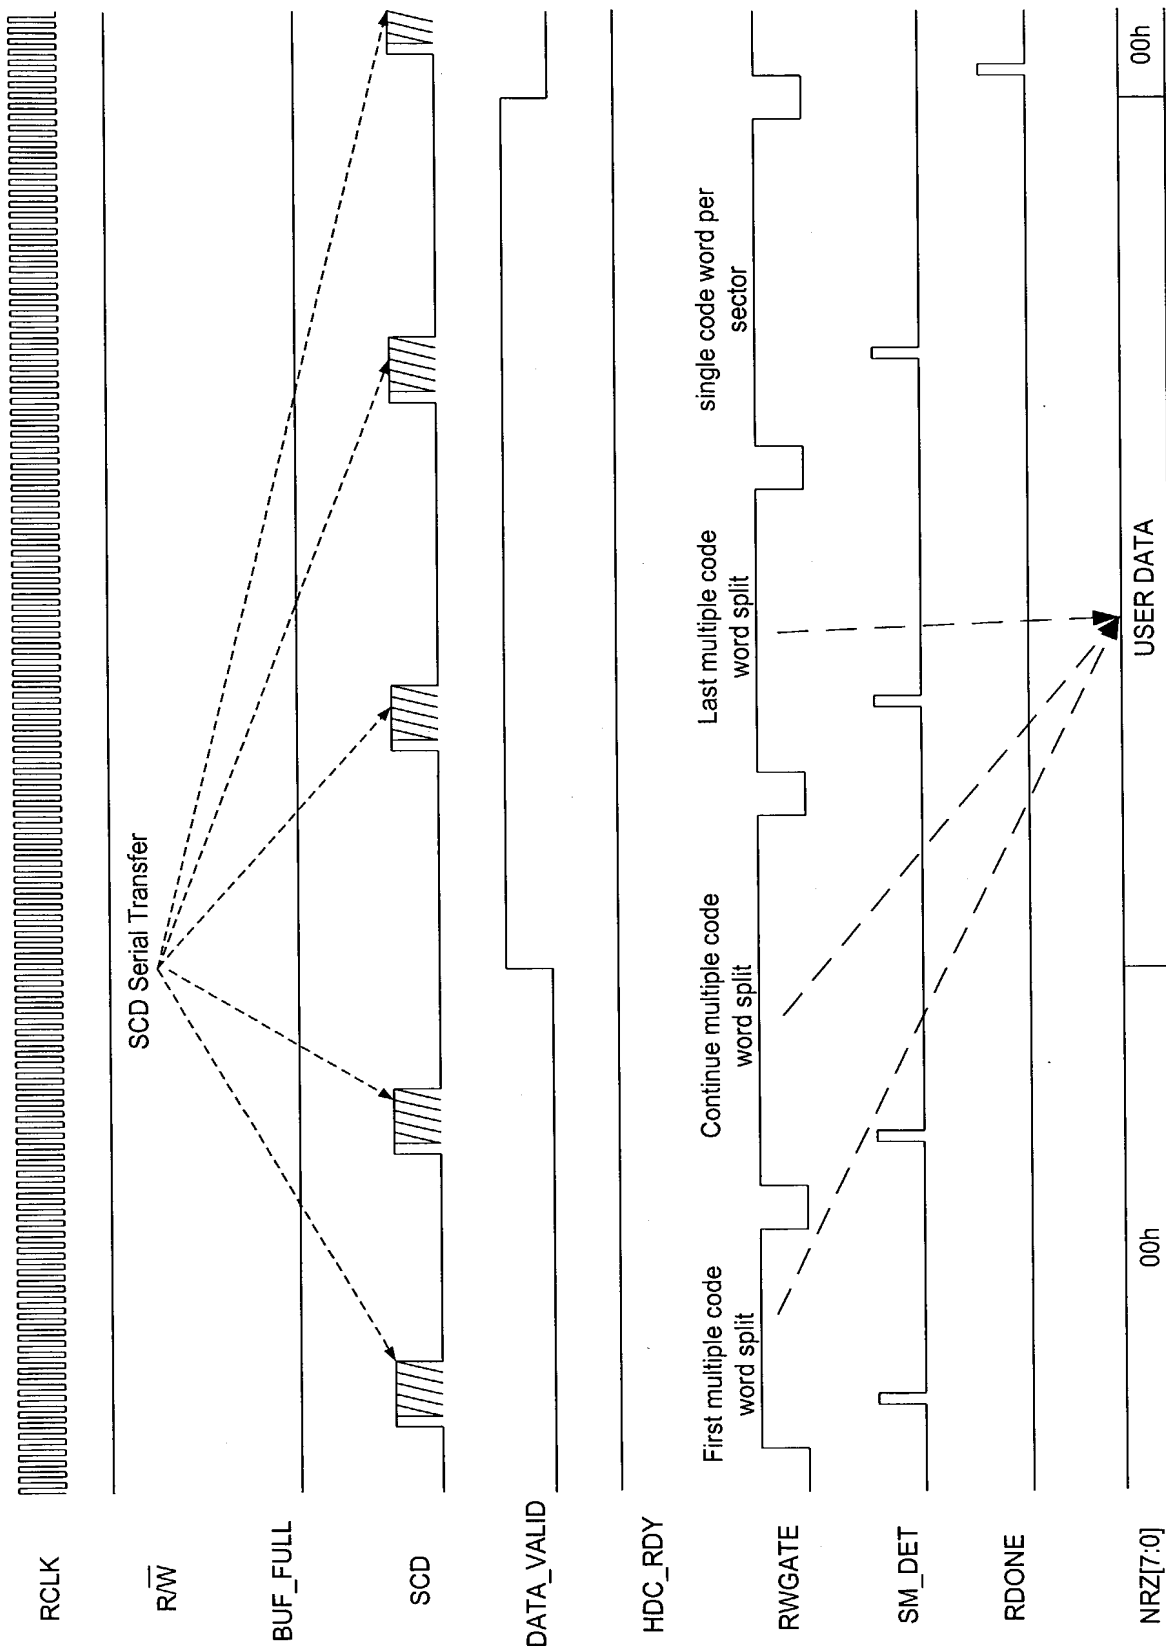 RCLK
R/W̅
SCD Serial Transfer
BUF_FULL
SCD
DATA_VALID
HDC_RDY
First multiple code
word split
Continue multiple code
word split
Last multiple code
word split
single code word per
sector
RWGATE
SM_DET
RDONE
NRZ[7:0]
00h
USER DATA
00h